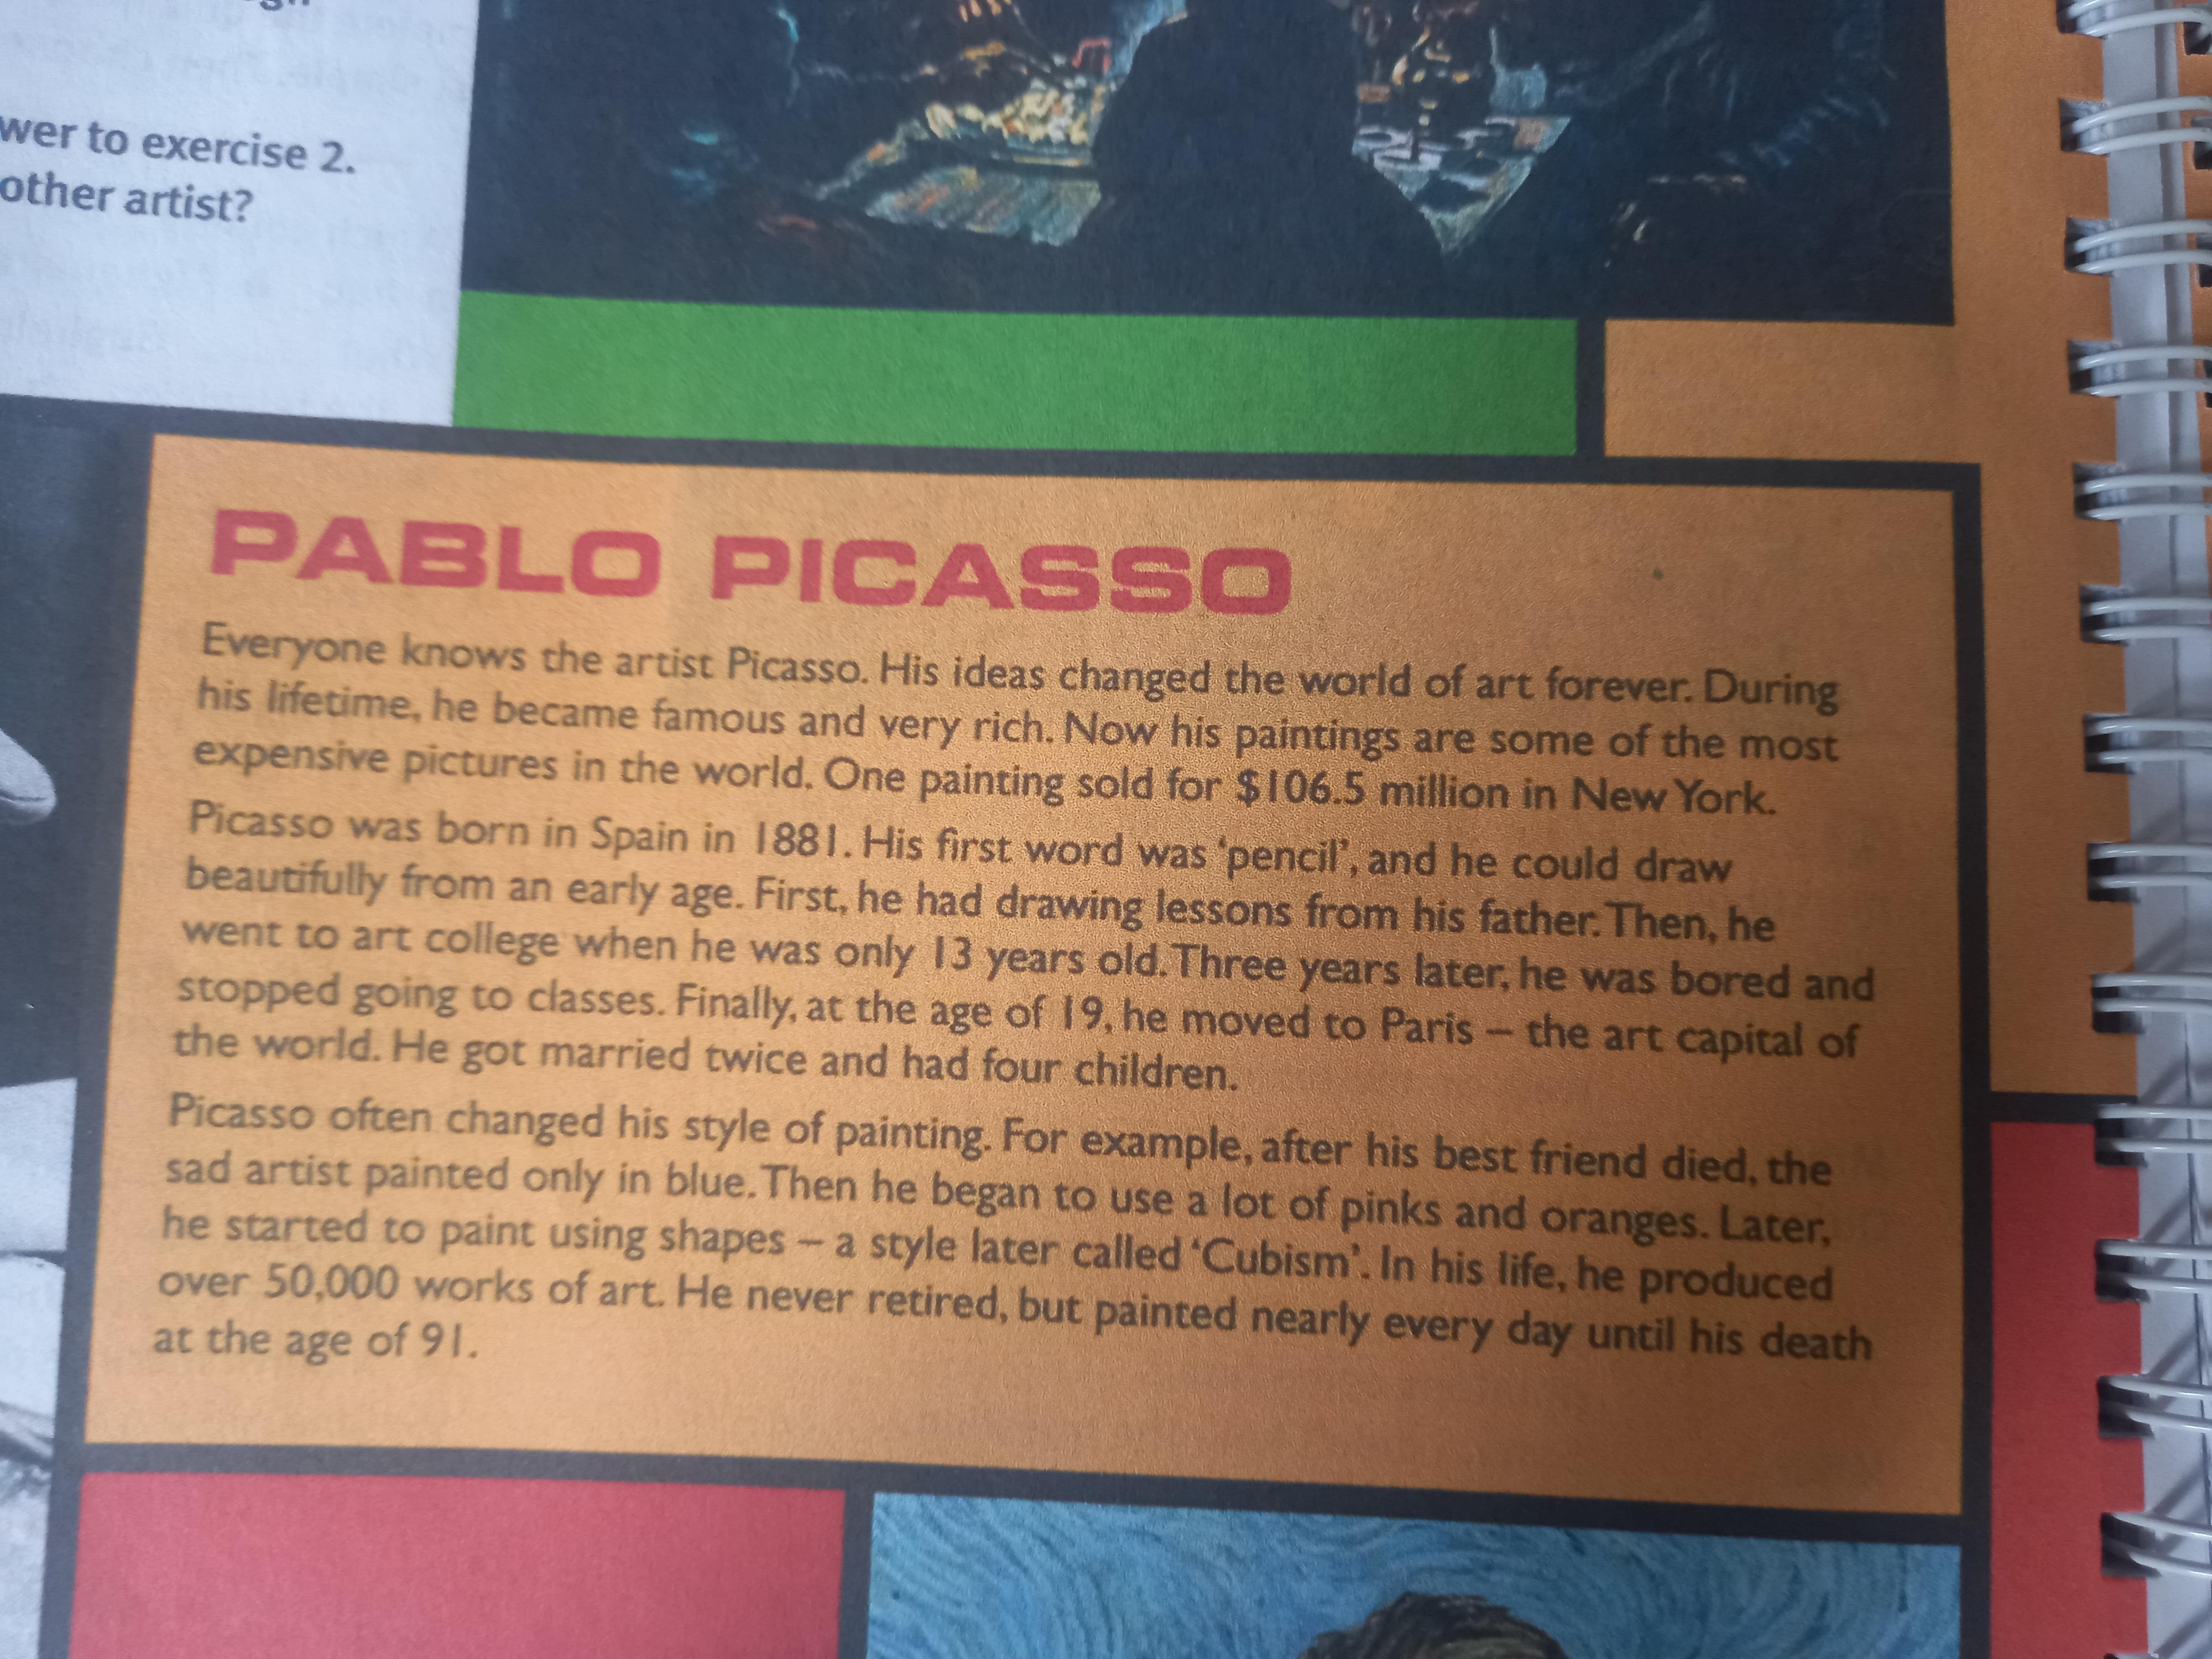 wer to exercise 2.
other artist?
PABLO PICASSO
Everyone knows the artist Picasso. His ideas changed the world of art forever. During
his lifetime, he became famous and very rich. Now his paintings are some of the most
expensive pictures in the world. One painting sold for $106.5 million in New York.
Picasso was born in Spain in 1881. His first word was ‘pencil’, and he could draw
beautifully from an early age. First, he had drawing lessons from his father. Then, he
went to art college when he was only 13 years old. Three years later, he was bored and
stopped going to classes. Finally, at the age of 19, he moved to Paris – the art capital of
the world. He got married twice and had four children.
Picasso often changed his style of painting. For example, after his best friend died, the
sad artist painted only in blue. Then he began to use a lot of pinks and oranges. Later,
he started to paint using shapes – a style later called ‘Cubism’. In his life, he produced
over 50,000 works of art. He never retired, but painted nearly every day until his death
at the age of 91.